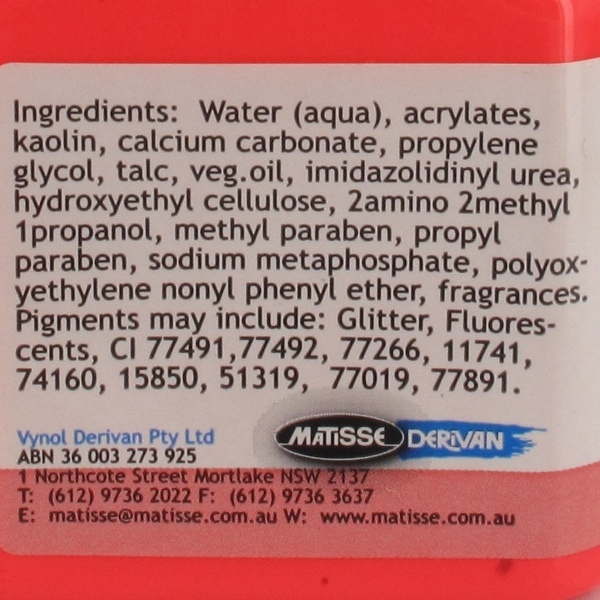 Ingredients: Water (aqua), acrylates,
kaolin, calcium carbonate, propylene
glycol, talc, veg.oil, imidazolidinyl urea,
hydroxyethyl cellulose, 2amino 2methyl
1propanol, methyl paraben, propyl
paraben, sodium metaphosphate, polyox-
yethylene nonyl phenyl ether, fragrances.
Pigments may include: Glitter, Fluores-
cents, CI 77491,77492, 77266, 11741,
74160, 15850, 51319, 77019, 77891.
Vynol Derivan Pty Ltd
MATISSE DERIVAN
ABN 36 003 273 925
1 Northcote Street Mortlake NSW 2137
T: (612) 9736 2022 F: (612) 9736 3637
E: matisse@matisse.com.au W: www.matisse.com.au